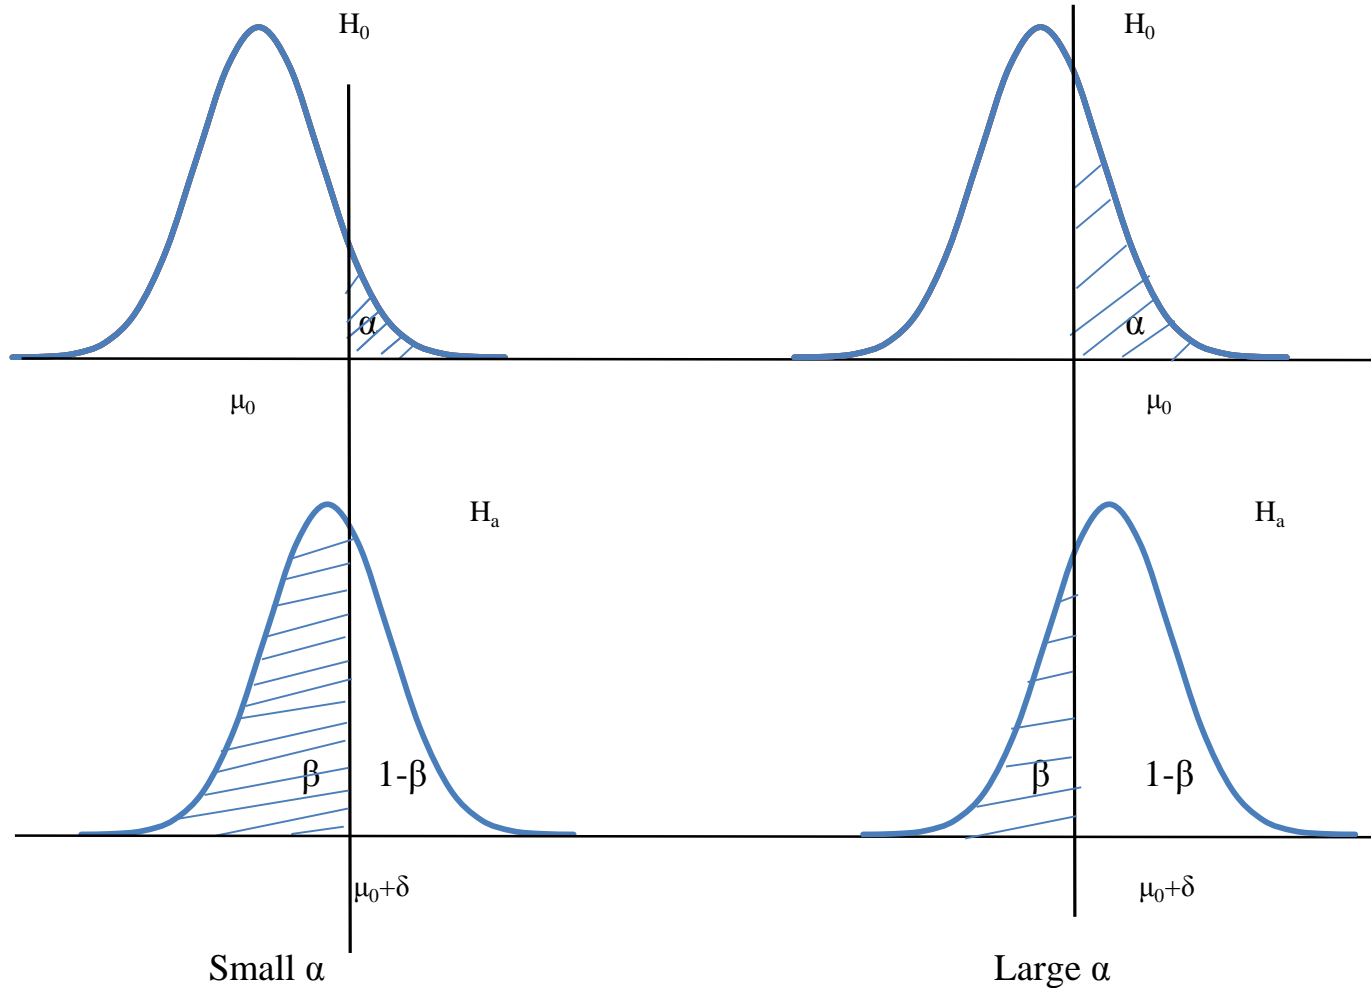 H₀ H₀
α α
μ₀ μ₀
Hₐ Hₐ
β 1-β β 1-β
μ₀+δ μ₀+δ
Small α Large α